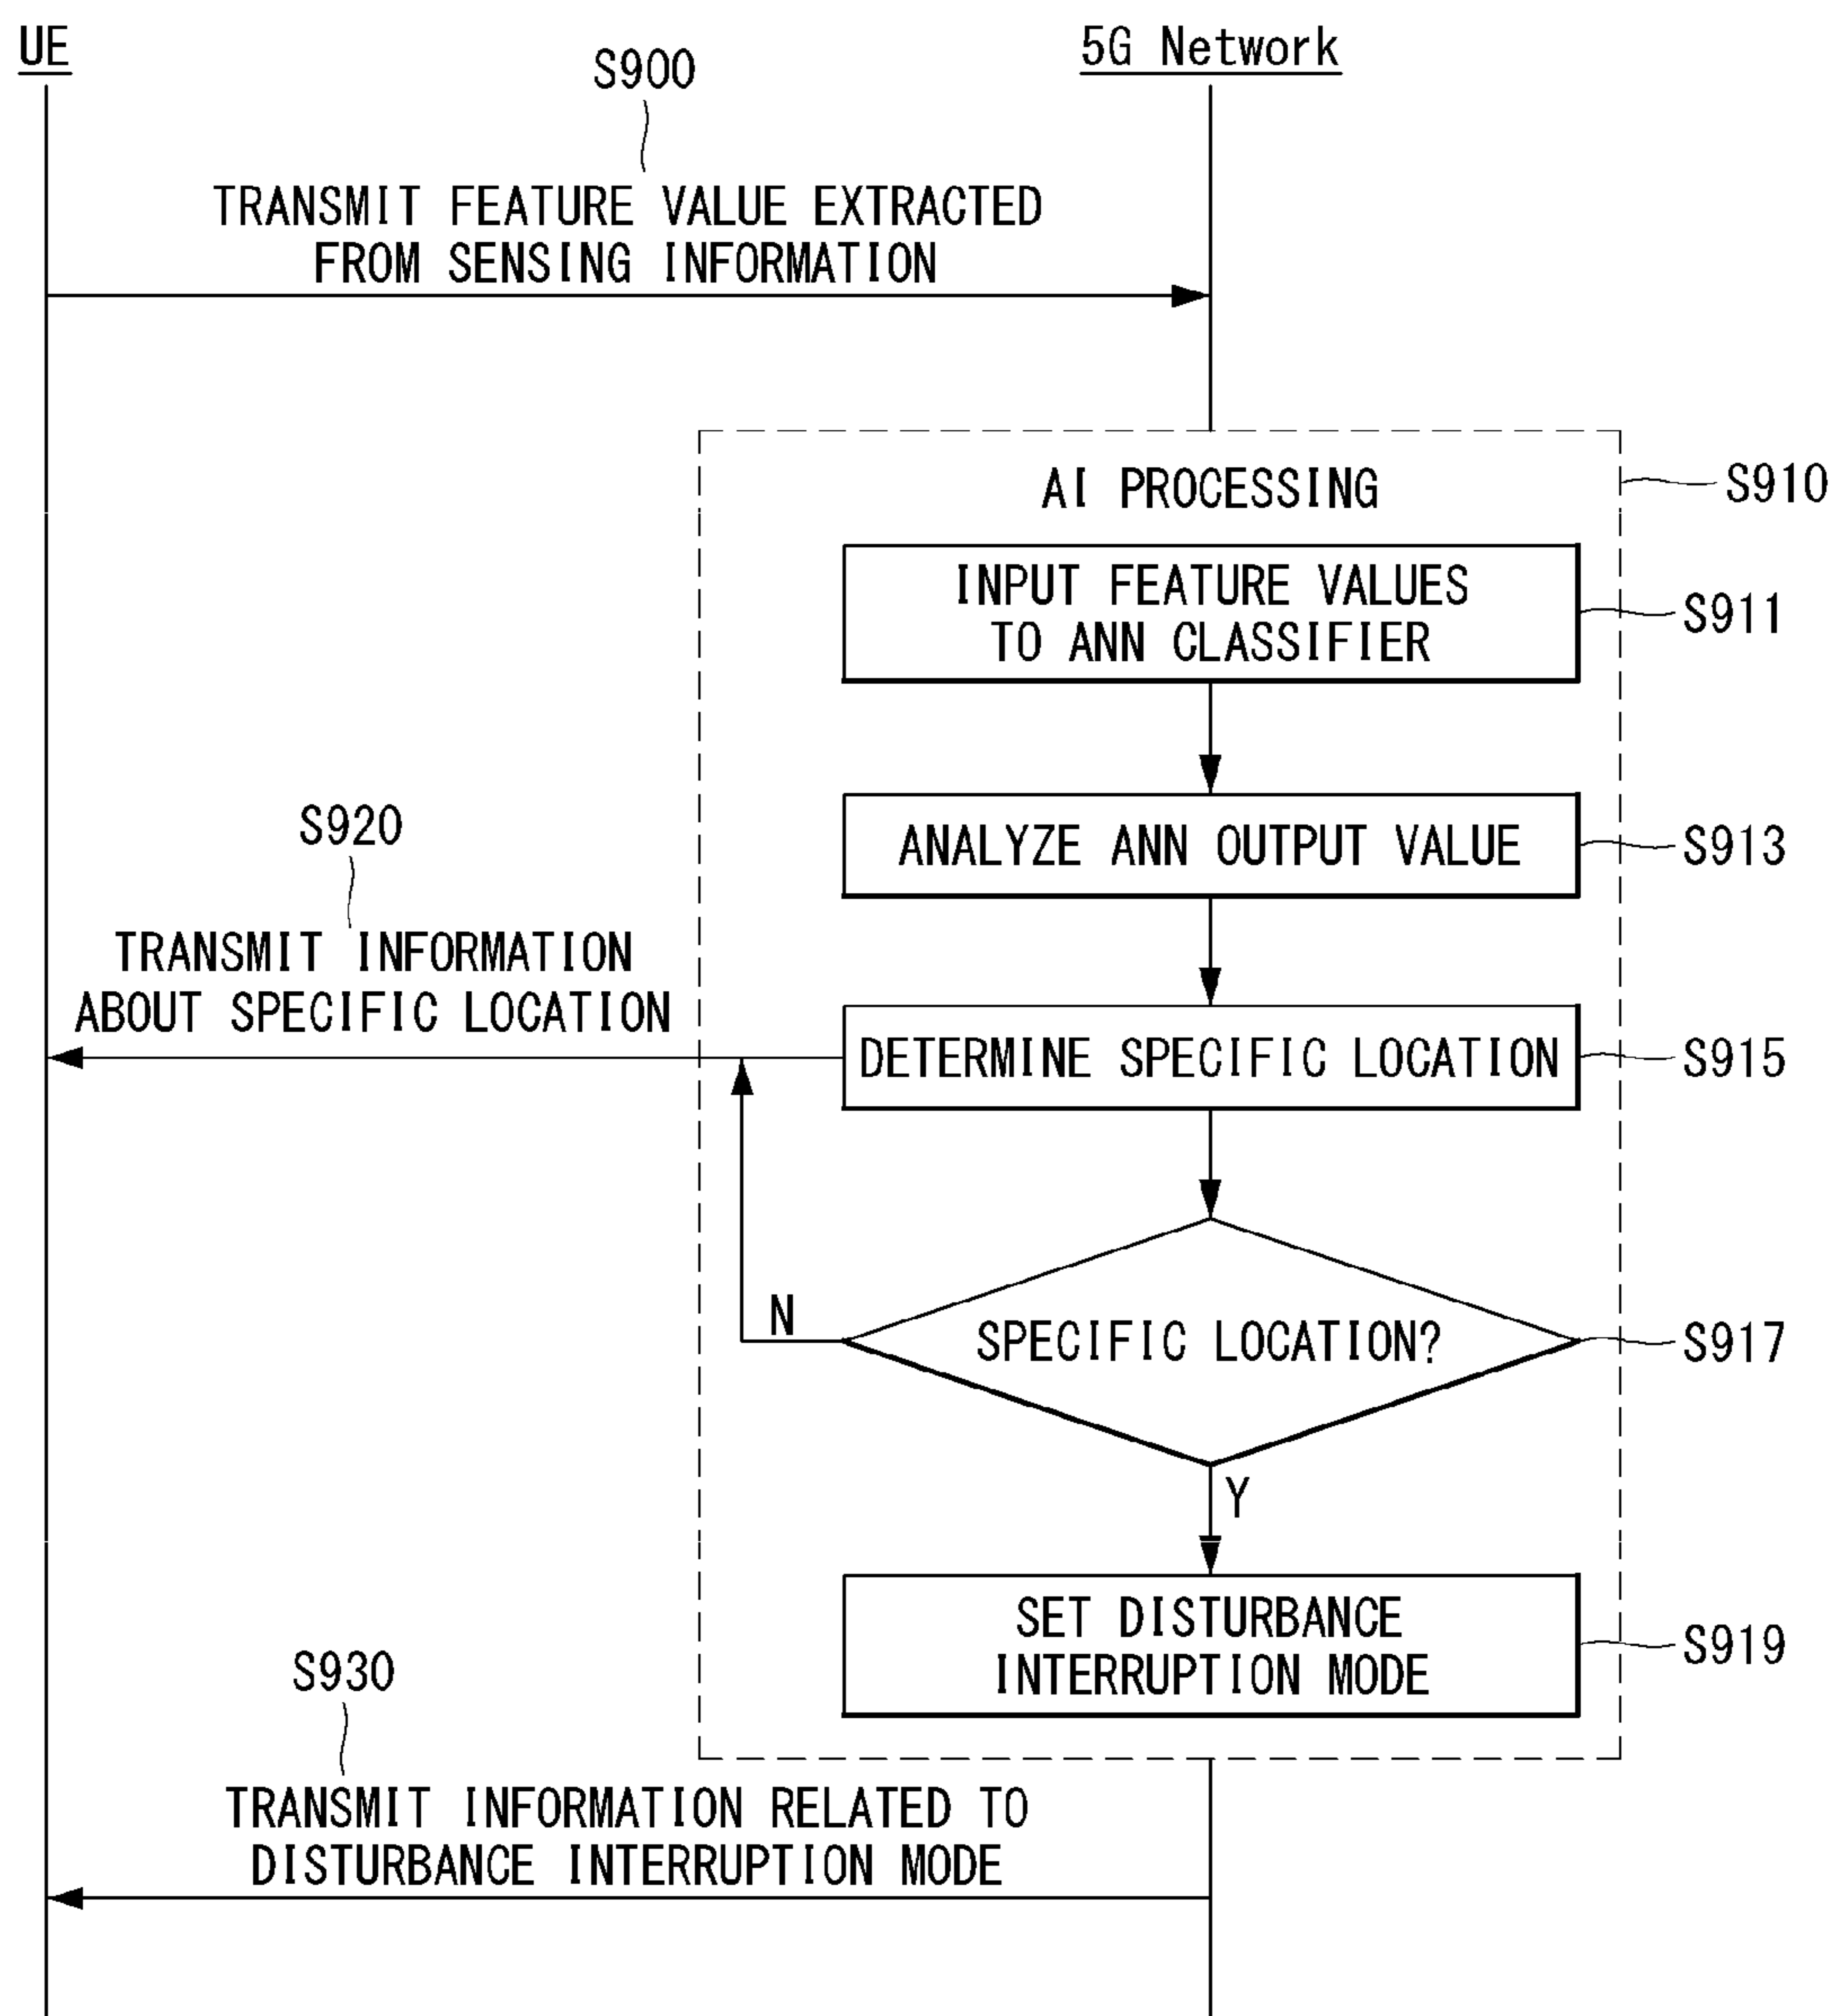 UE
5G Network
S900
TRANSMIT FEATURE VALUE EXTRACTED
FROM SENSING INFORMATION
AI PROCESSING
S910
INPUT FEATURE VALUES
TO ANN CLASSIFIER
S911
S920
ANALYZE ANN OUTPUT VALUE
S913
TRANSMIT INFORMATION
ABOUT SPECIFIC LOCATION
DETERMINE SPECIFIC LOCATION
S915
N
SPECIFIC LOCATION?
S917
Y
SET DISTURBANCE
INTERRUPTION MODE
S919
S930
TRANSMIT INFORMATION RELATED TO
DISTURBANCE INTERRUPTION MODE